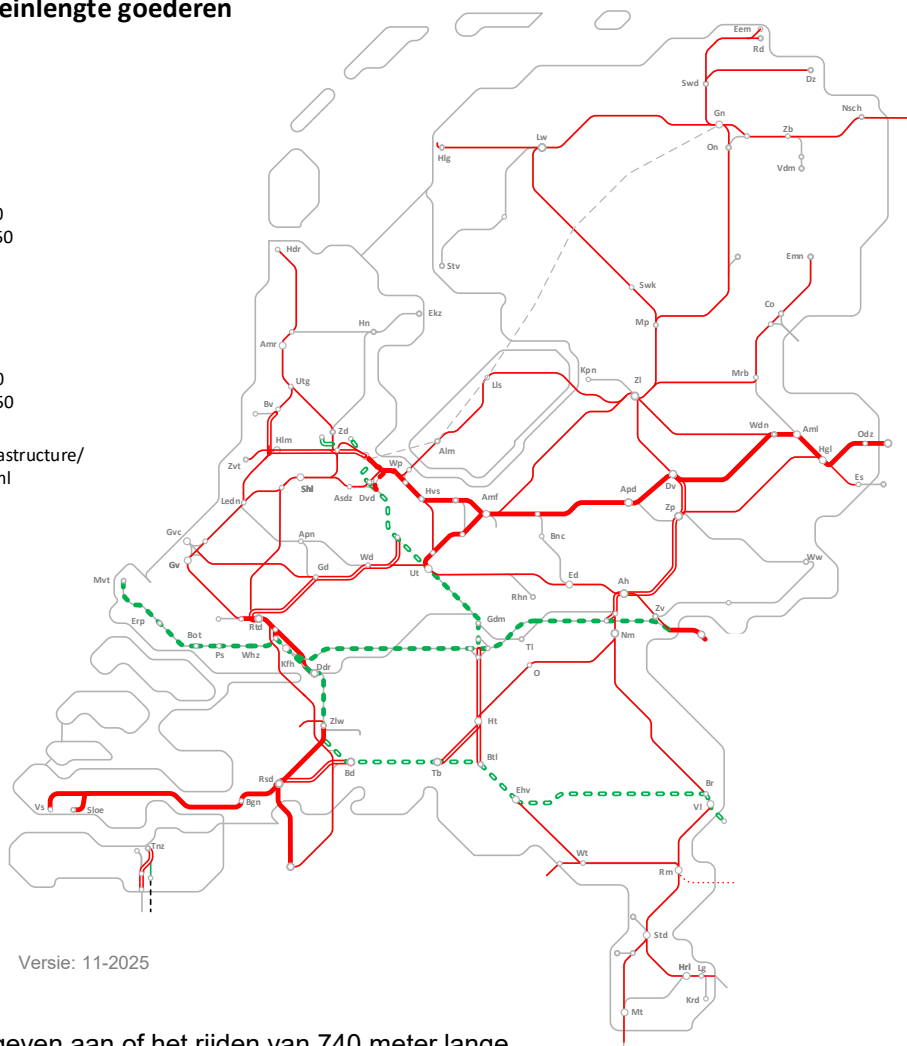 einlengte goederen
Eem
Rd
Swd
Dz
Gn
Nsch
Zb
On
Vdm
Lw
Hlg
0
50
Hdr
Stv
Emn
Swk
Co
Hn
Ekz
Mp
Amr
Kpn
Mrb
0
Utg
Lls
Zl
50
Bv
Zd
Wdn
Aml
Odz
Hlm
Alm
Hgl
astructure/
Zvt
Wp
nl
Shl
Asdz
Dvd
Hvs
Amf
Apd
Dv
Es
Ledn
Zp
Gvc
Apn
Bnc
Gv
Wd
Ww
Mvt
Gd
Ut
Ed
Ah
Rhn
Erp
Zv
Rtd
Gdm
Bot
Nm
Ps
Whz
Kfh
Tl
Ddr
O
Zlw
Ht
Rsd
Bd
Tb
Btl
Br
Ehv
Vl
Vs
Sloe
Bgn
Tnz
Wt
Rm
Std
Versie: 11-2025
Hrl
Lg
Krd
Mt
geven aan of het rijden van 740 meter lange